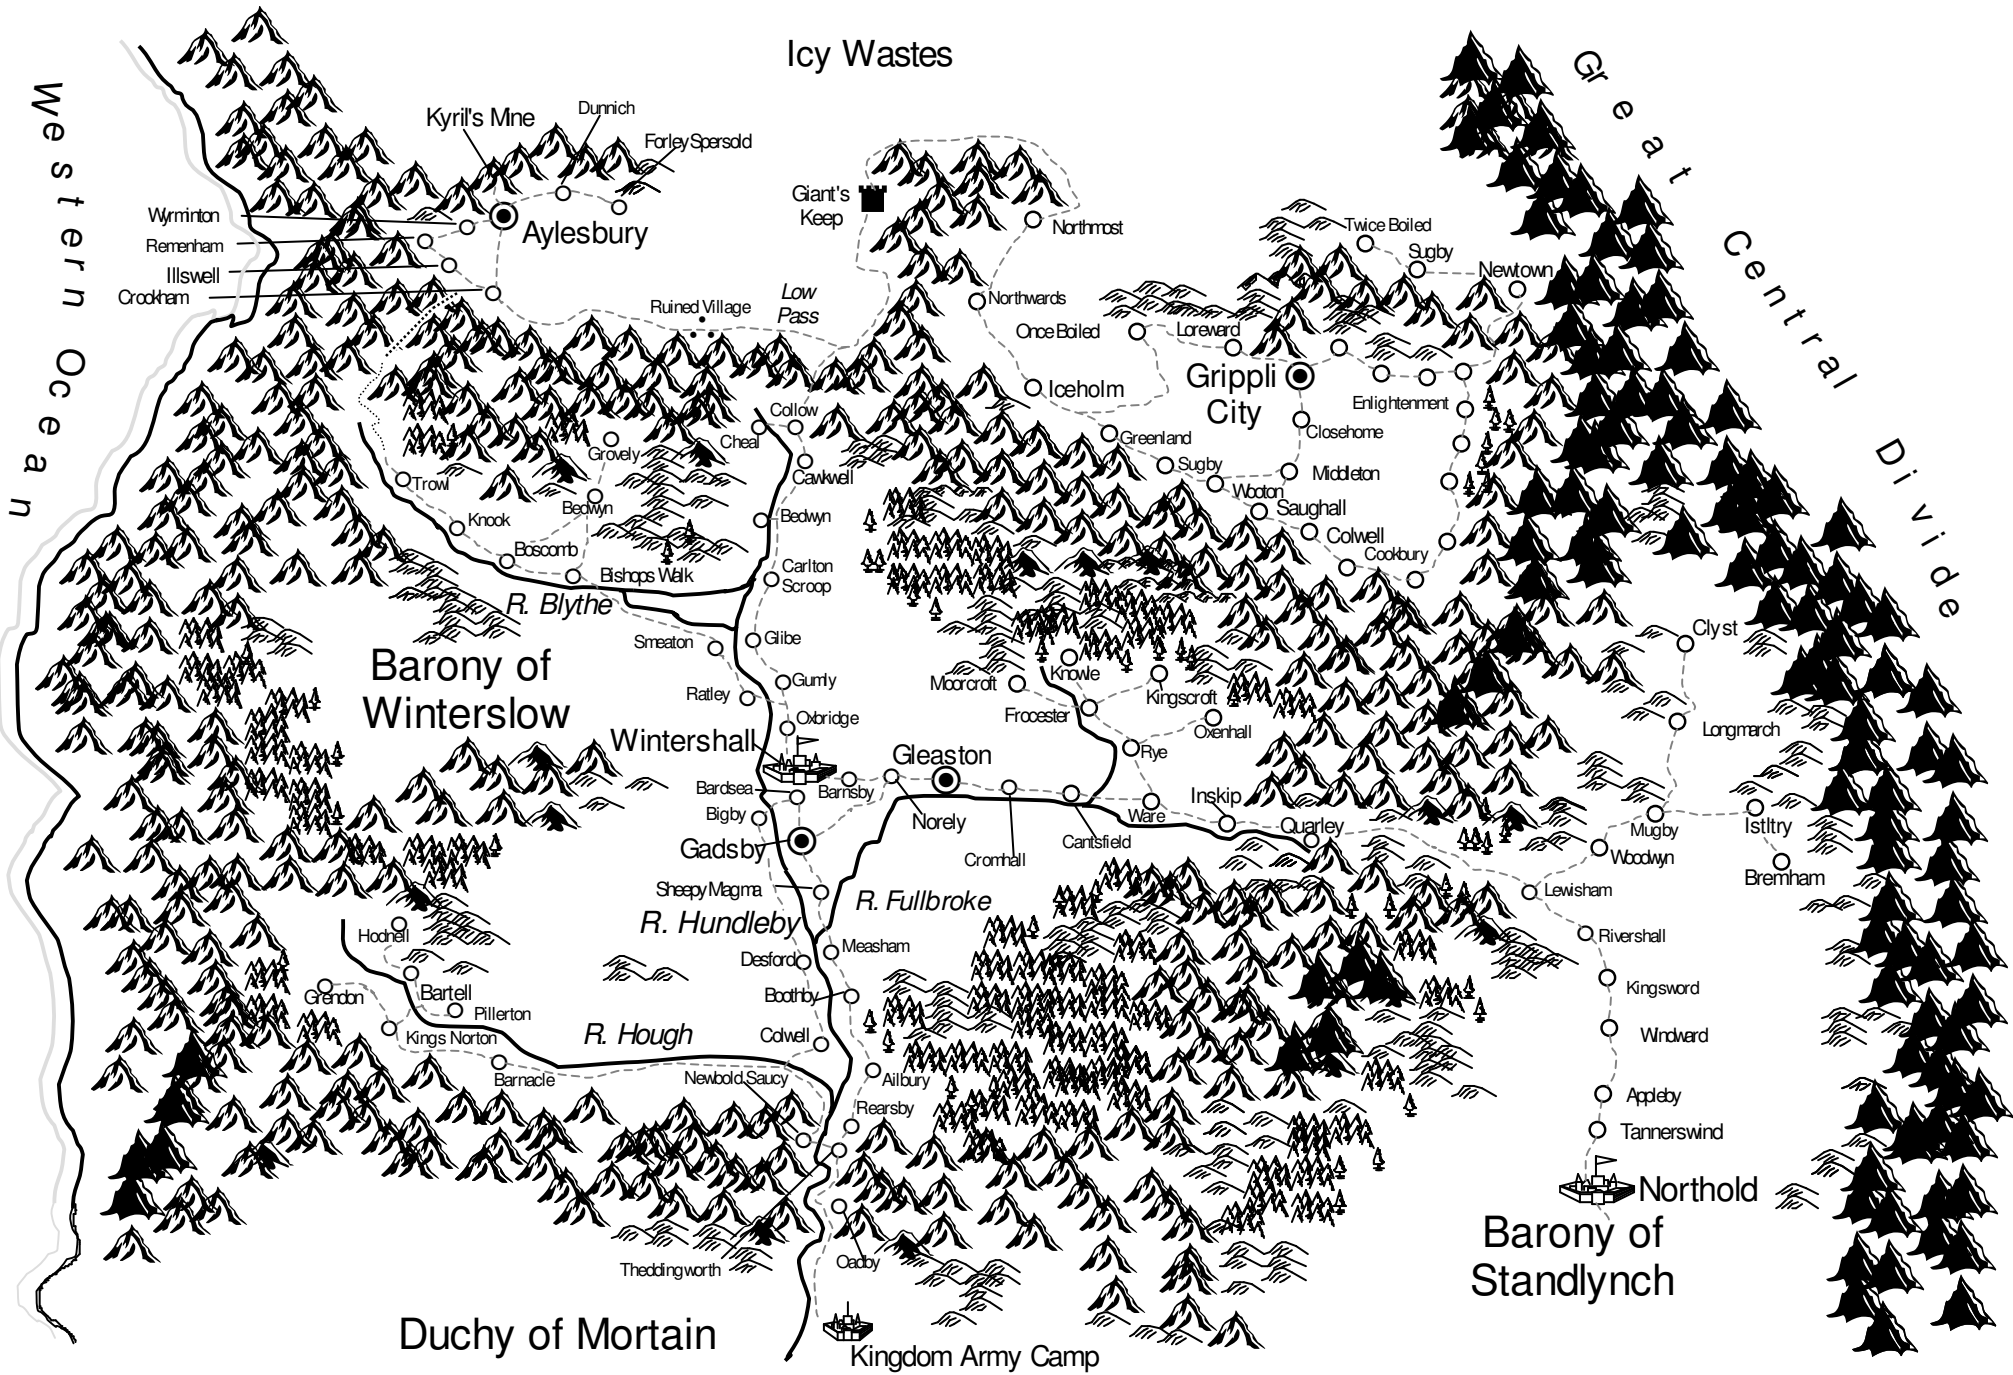 Icy Wastes
Western Ocean
Great Central Divide
Kyril's Mine
Dunnich
Forley Spersold
Wyrminton
Remenham
Illswell
Crookham
Aylesbury
Giant's
Keep
Northmost
Northwards
Twice Boiled
Sugby
Newtown
Ruined Village
Low
Pass
Once Boiled
Loreward
Grippli
City
Iceholm
Enlightenment
Closehome
Greenland
Sugby
Middleton
Wooton
Saughall
Colwell
Cookbury
Collow
Cheal
Cawkwell
Grovely
Trowl
Bedwyn
Bedwyn
Knook
Boscomb
Bishops Walk
Carlton
Scroop
R. Blythe
Smeaton
Glibe
Barony of
Winterslow
Ratley
Gumly
Oxbridge
Wintershall
Moorcroft
Knowle
Kingscroft
Frocester
Oxenhall
Rye
Clyst
Longmarch
Gleaston
Bardsea
Barnsby
Bigby
Norely
Inskip
Ware
Quarley
Cantsfield
Cromhall
Gadsby
Mugby
Istltry
Woodwyn
Bremham
Lewisham
Sheepy Magma
R. Fullbroke
R. Hundleby
Hodnell
Measham
Desford
Rivershall
Grendon
Bartell
Pillerton
Boothby
Kingsword
Kings Norton
R. Hough
Colwell
Windward
Barnacle
Newbold Saucy
Ailbury
Rearsby
Appleby
Tannerswind
Northold
Barony of
Standlynch
Theddingworth
Oadby
Duchy of Mortain
Kingdom Army Camp